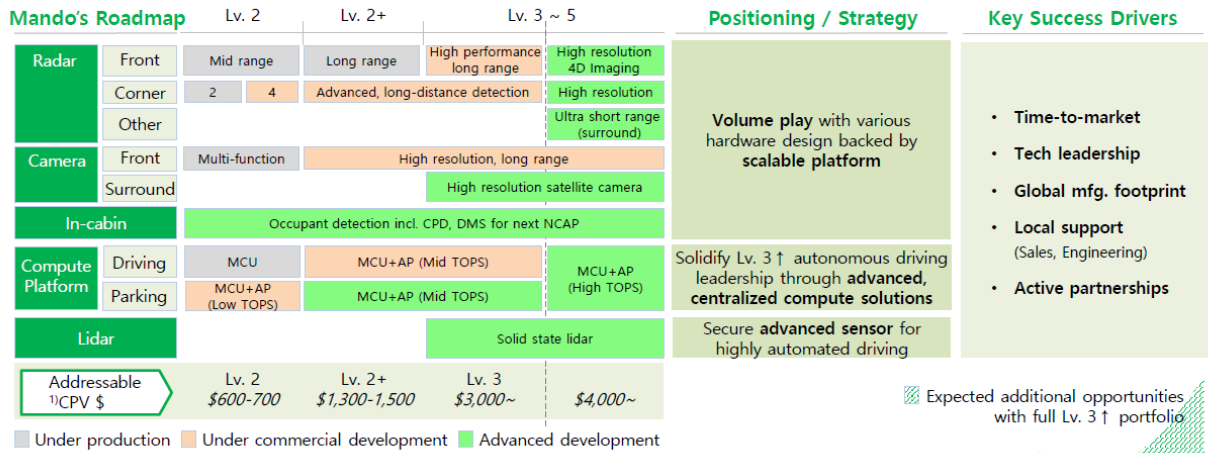 Mando's Roadmap
Lv. 2
Lv. 2+
Lv. 3 ~ 5
Positioning / Strategy
Key Success Drivers
Radar
Front
Mid range
Long range
High performance
long range
High resolution
4D Imaging
Corner
2
4
Advanced, long-distance detection
High resolution
Other
Ultra short range
(surround)
Camera
Front
Multi-function
High resolution, long range
Surround
High resolution satellite camera
In-cabin
Occupant detection incl. CPD, DMS for next NCAP
Volume play with various
hardware design backed by
scalable platform
Compute
Platform
Driving
MCU
MCU+AP (Mid TOPS)
MCU+AP
(High TOPS)
Parking
MCU+AP
(Low TOPS)
MCU+AP (Mid TOPS)
Solidify Lv. 3↑ autonomous driving
leadership through advanced,
centralized compute solutions
Lidar
Solid state lidar
Secure advanced sensor for
highly automated driving
• Time-to-market
• Tech leadership
• Global mfg. footprint
• Local support
(Sales, Engineering)
• Active partnerships
Addressable
1)CPV $
Lv. 2
$600-700
Lv. 2+
$1,300-1,500
Lv. 3
$3,000~
$4,000~
Expected additional opportunities
with full Lv. 3↑ portfolio
Under production
Under commercial development
Advanced development